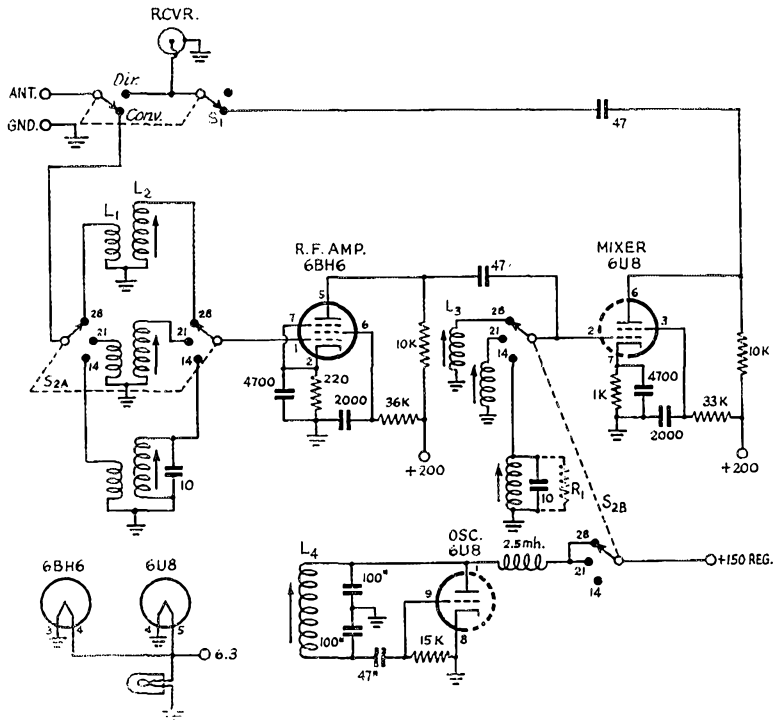 RCVR.
ANT.
Dir.
Conv.
S1
GND.
47
L1
L2
28
28
21
21
14
14
S2A
10
R.F. AMP.
6BH6
5
7
6
1
2
4700
220
2000
36K
10K
+200
47
L3
28
21
14
10
R1
S2B
MIXER
6U8
6
2
3
7
1K
4700
2000
33K
10K
+200
L4
100*
100*
47*
15K
OSC.
6U8
1
9
8
2.5mh.
28
21
14
+150 REG.
6BH6
6U8
3
4
4
5
6.3